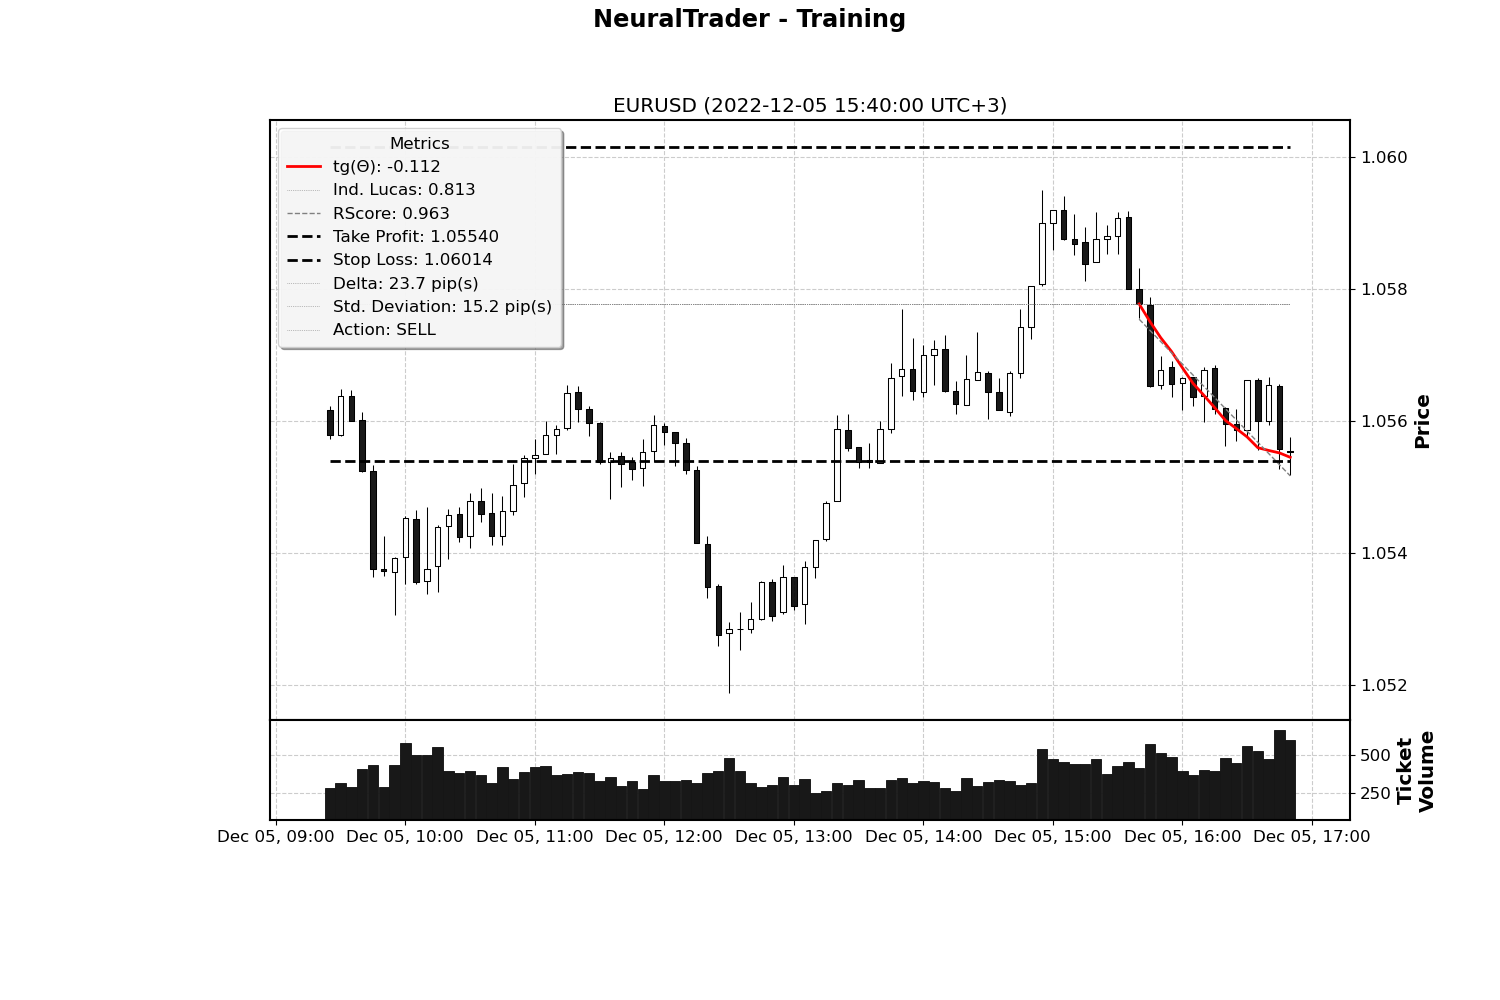 NeuralTrader - Training
EURUSD (2022-12-05 15:40:00 UTC+3)
Metrics
tg(Θ): -0.112
Ind. Lucas: 0.813
RScore: 0.963
Take Profit: 1.05540
Stop Loss: 1.06014
Delta: 23.7 pip(s)
Std. Deviation: 15.2 pip(s)
Action: SELL
1.060
1.058
1.056
1.054
1.052
Price
500
250
Ticket
Volume
Dec 05, 09:00 Dec 05, 10:00 Dec 05, 11:00 Dec 05, 12:00 Dec 05, 13:00 Dec 05, 14:00 Dec 05, 15:00 Dec 05, 16:00 Dec 05, 17:00